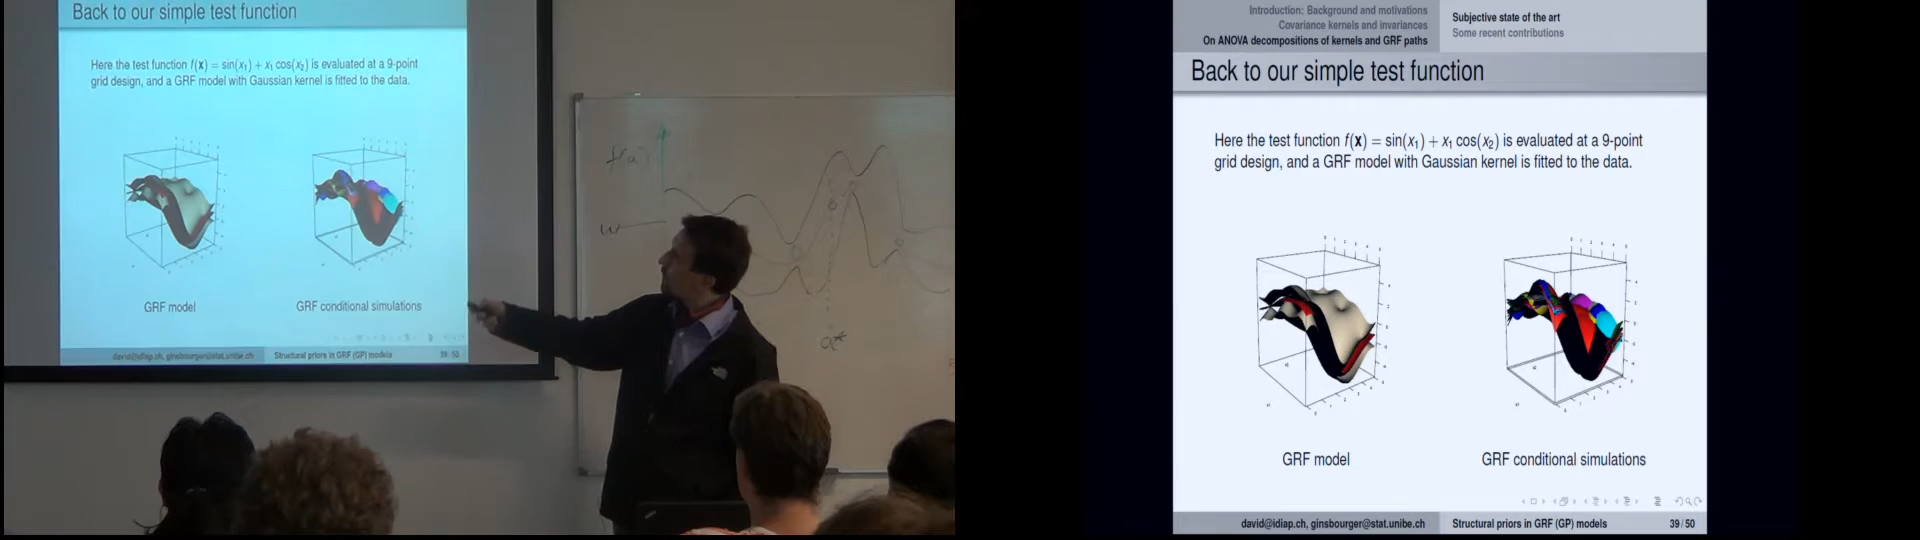 Back to our simple test function
Here the test function f(x) = sin(x₁) + x₁ cos(x₂) is evaluated at a 9-point
grid design, and a GRF model with Gaussian kernel is fitted to the data.
GRF model
GRF conditional simulations
david@idiap.ch, ginsbourger@stat.unibe.ch
Structural priors in GRF (GP) models
39/50
f(a)
a*
Introduction: Background and motivations
Covariance kernels and invariances
On ANOVA decompositions of kernels and GRF paths
Subjective state of the art
Some recent contributions
Back to our simple test function
Here the test function f(x) = sin(x₁) + x₁ cos(x₂) is evaluated at a 9-point
grid design, and a GRF model with Gaussian kernel is fitted to the data.
GRF model
GRF conditional simulations
david@idiap.ch, ginsbourger@stat.unibe.ch
Structural priors in GRF (GP) models
39/50